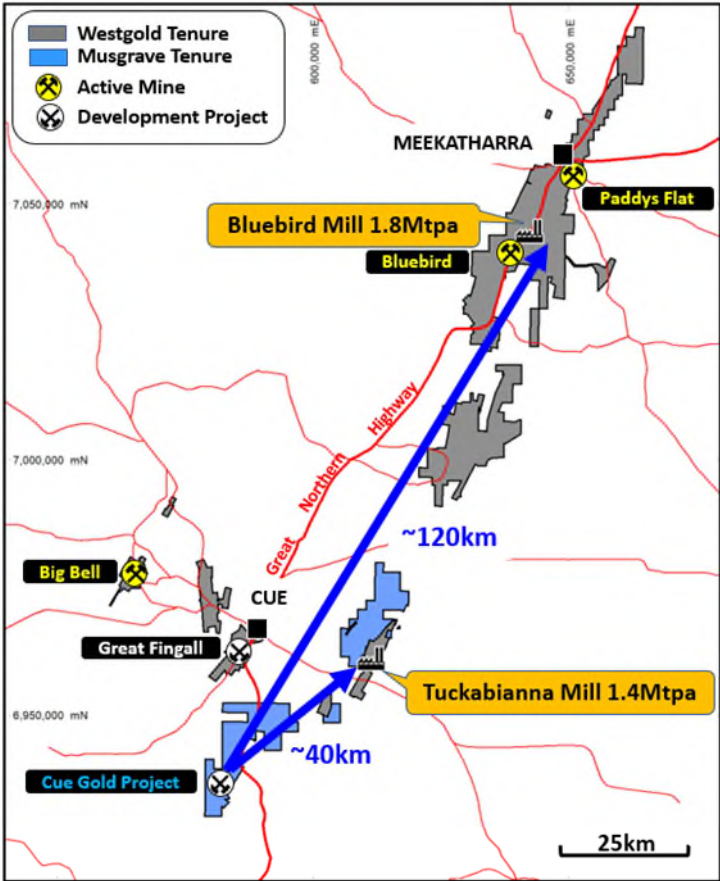 Westgold Tenure
Musgrave Tenure
Active Mine
Development Project
600,000 mE
650,000 mE
MEEKATHARRA
Paddys Flat
7,050,000 mN
Bluebird Mill 1.8Mtpa
Bluebird
Great Northern Highway
7,000,000 mN
~120km
Big Bell
CUE
Great Fingall
Tuckabianna Mill 1.4Mtpa
6,950,000 mN
~40km
Cue Gold Project
25km